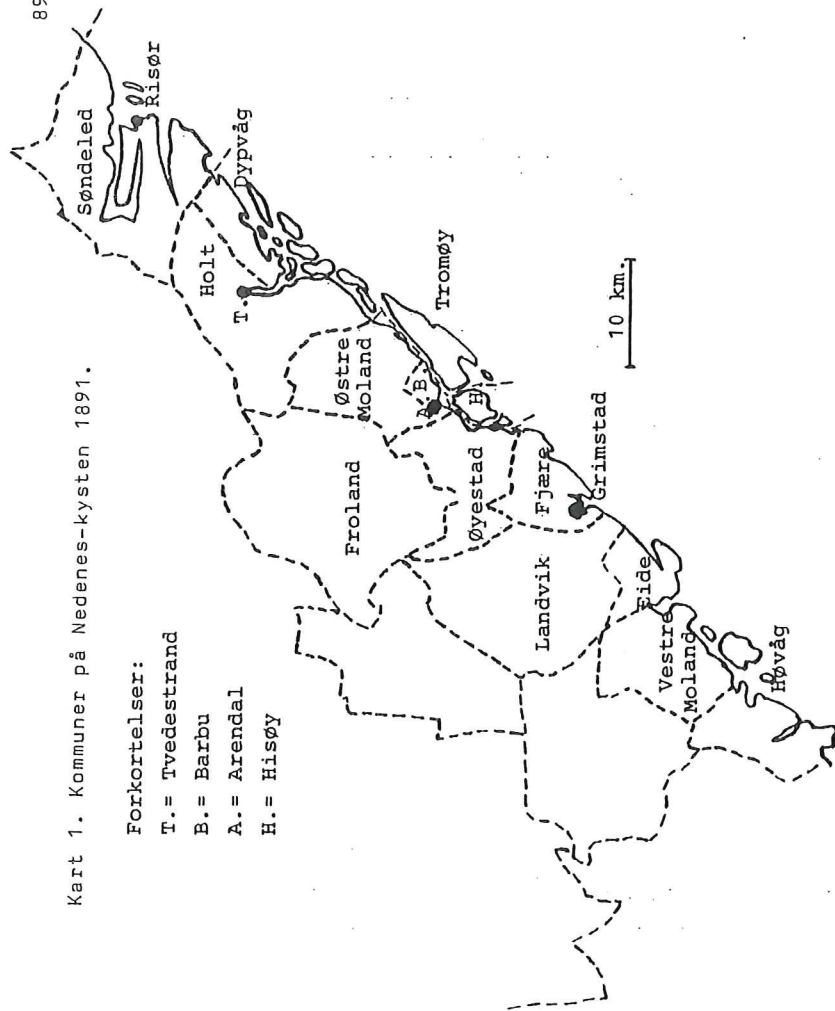 89
Kart 1. Kommuner på Nedenes-kysten 1891.
Forkortelser:
T.= Tvedestrand
B.= Barbu
A.= Arendal
H.= Hisøy
Søndeled
Risør
Dypvåg
Holt
T.
Tromøy
Østre
Moland
B.
A.
H.
Froland
Øyestad
Fjære
Grimstad
Landvik
Eide
Vestre
Moland
Høvåg
10 km.